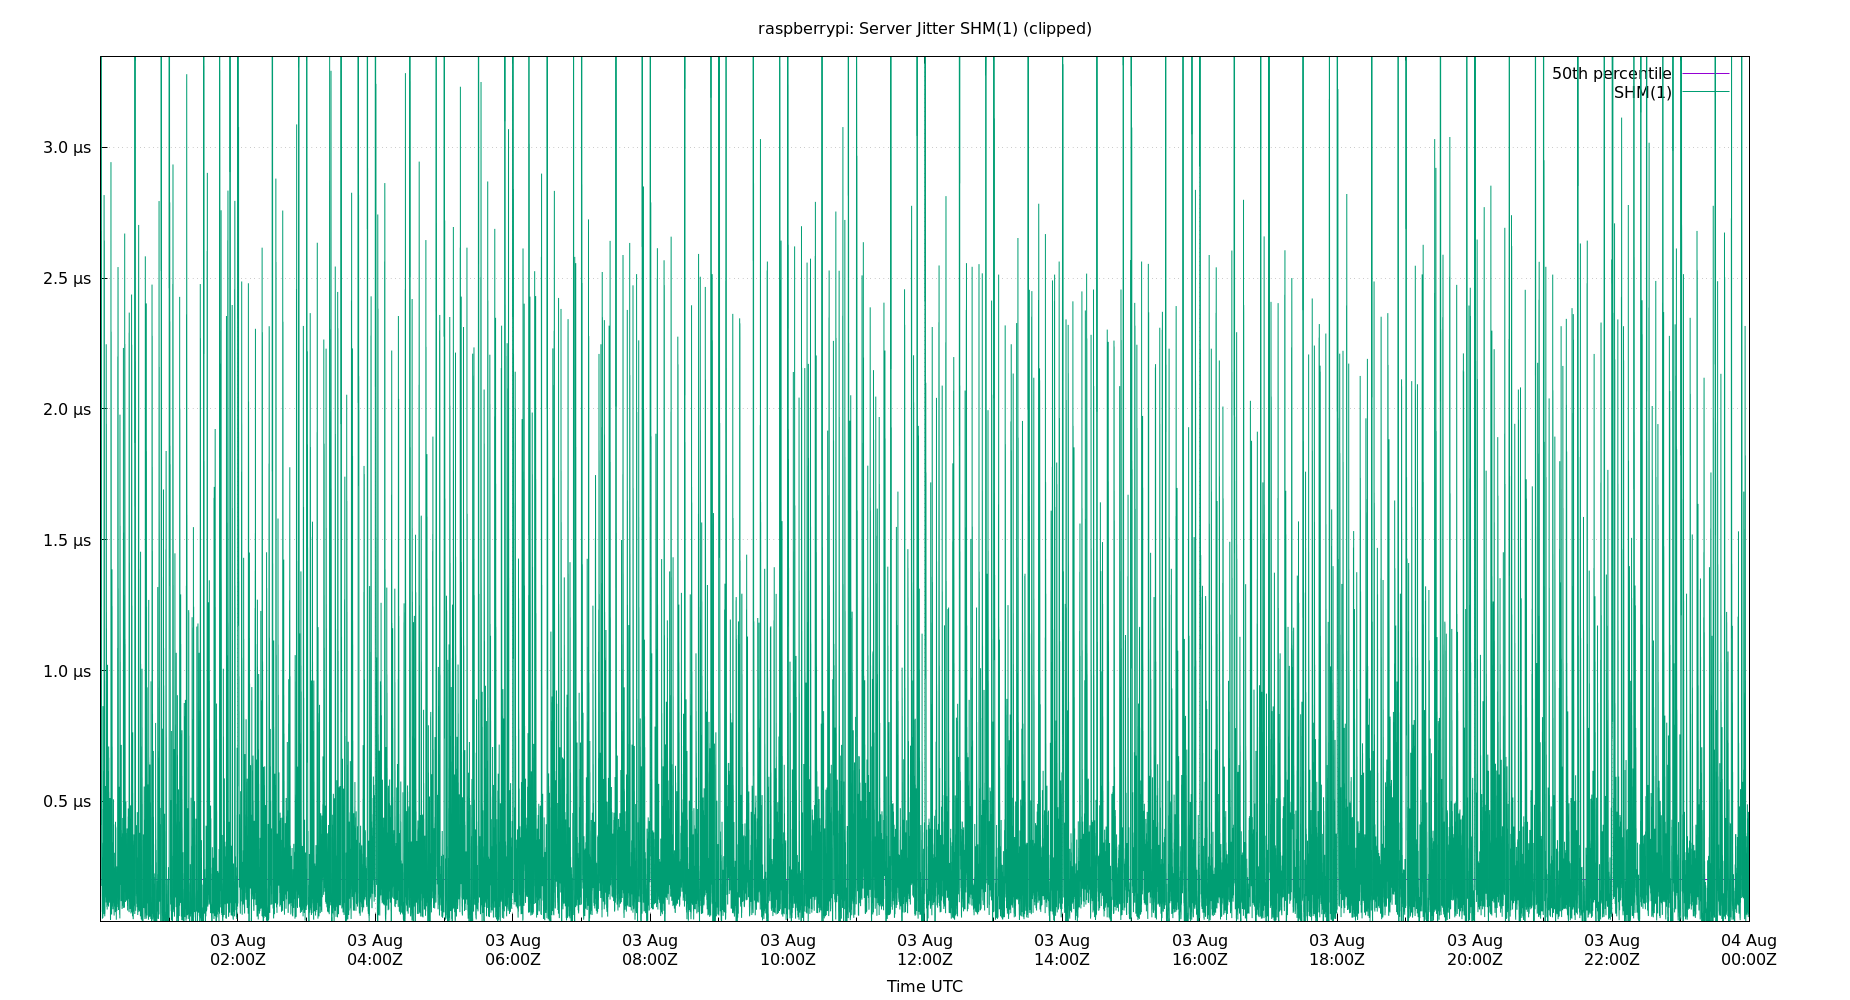 raspberrypi: Server Jitter SHM(1) (clipped)
50th percentile
SHM(1)
3.0 µs
2.5 µs
2.0 µs
1.5 µs
1.0 µs
0.5 µs
03 Aug 03 Aug 03 Aug 03 Aug 03 Aug 03 Aug 03 Aug 03 Aug 03 Aug 03 Aug 03 Aug 04 Aug
02:00Z 04:00Z 06:00Z 08:00Z 10:00Z 12:00Z 14:00Z 16:00Z 18:00Z 20:00Z 22:00Z 00:00Z
Time UTC